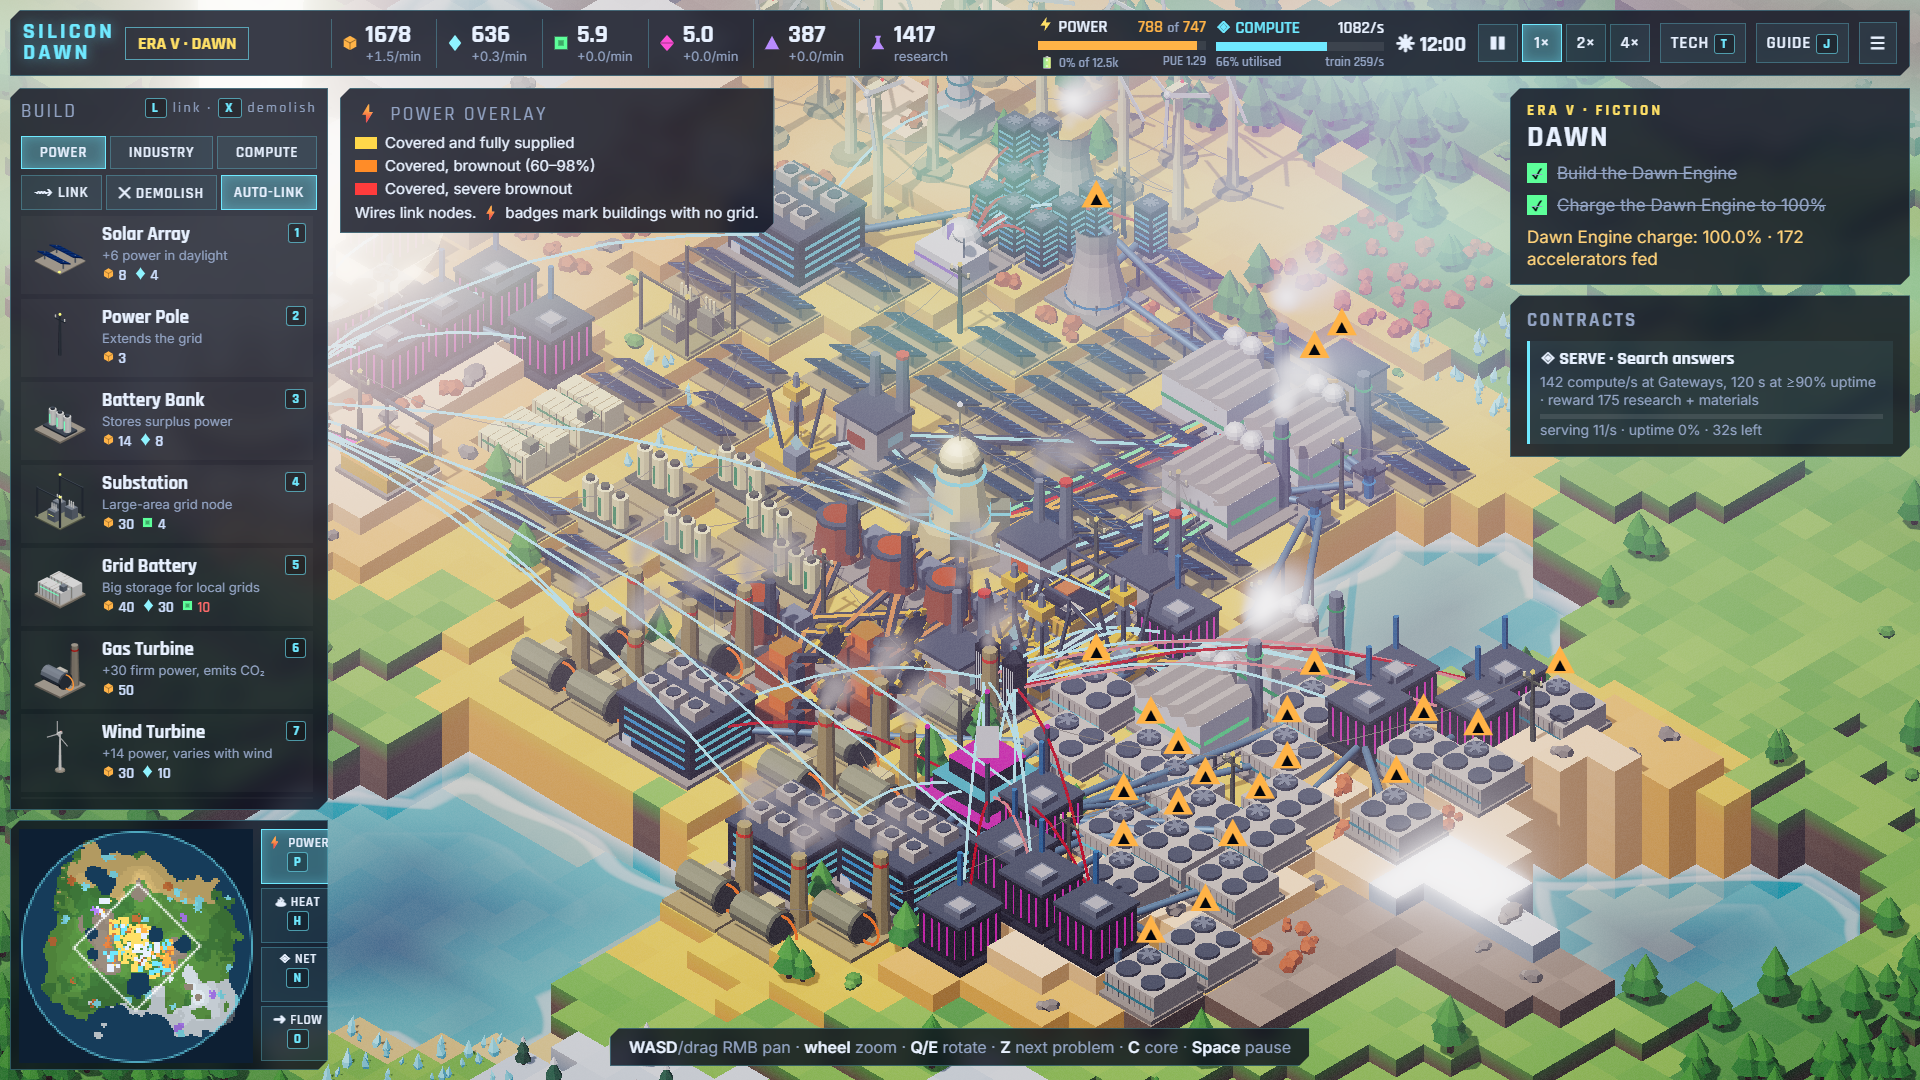 SILICON
DAWN
ERA V · DAWN
1678
+1.5/min
636
+0.3/min
5.9
+0.0/min
5.0
+0.0/min
387
+0.0/min
1417
research
POWER 788 of 747
0% of 12.5k PUE 1.29
COMPUTE 1082/s
66% utilised train 259/s
12:00
1×
2×
4×
TECH T
GUIDE J
BUILD L link · X demolish
POWER INDUSTRY COMPUTE
LINK DEMOLISH AUTO-LINK
Solar Array 1
+6 power in daylight
8 4
Power Pole 2
Extends the grid
3
Battery Bank 3
Stores surplus power
14 8
Substation 4
Large-area grid node
30 4
Grid Battery 5
Big storage for local grids
40 30 10
Gas Turbine 6
+30 firm power, emits CO₂
50
Wind Turbine 7
+14 power, varies with wind
30 10
POWER OVERLAY
Covered and fully supplied
Covered, brownout (60–98%)
Covered, severe brownout
Wires link nodes. badges mark buildings with no grid.
ERA V · FICTION
DAWN
Build the Dawn Engine
Charge the Dawn Engine to 100%
Dawn Engine charge: 100.0% · 172
accelerators fed
CONTRACTS
SERVE · Search answers
142 compute/s at Gateways, 120 s at ≥90% uptime
· reward 175 research + materials
serving 11/s · uptime 0% · 32s left
POWER
P
HEAT
H
NET
N
FLOW
O
WASD/drag RMB pan · wheel zoom · Q/E rotate · Z next problem · C core · Space pause